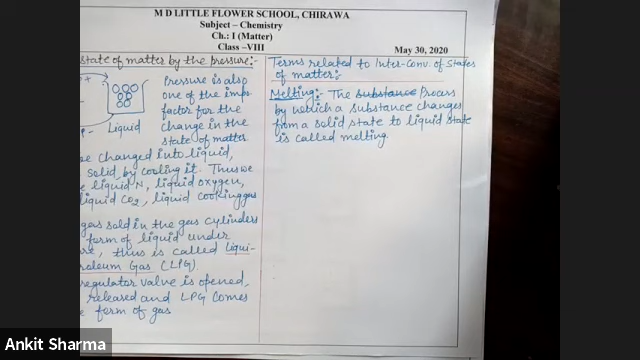 M D LITTLE FLOWER SCHOOL, CHIRAWA
Subject – Chemistry
Ch.: I (Matter)
Class –VIII
May 30, 2020
state of matter by the pressure:-
Liquid
Pressure is also
one of the imp.
factor for the
change in the
state of matter
be changed into liquid,
solid, by cooling it. Thus we
liquid N, liquid oxygen,
liquid CO2, liquid cooking gas
gas sold in the gas cylinders
form of liquid under
thus is called Liqui-
roleum Gas (LPG)
regulator valve is opened,
released and LPG comes
form of gas
Terms related to Inter-Conv. of States
of matter:-
Melting:- The substance Process
by which a substance changes
from a solid state to liquid state
is called melting.
Ankit Sharma